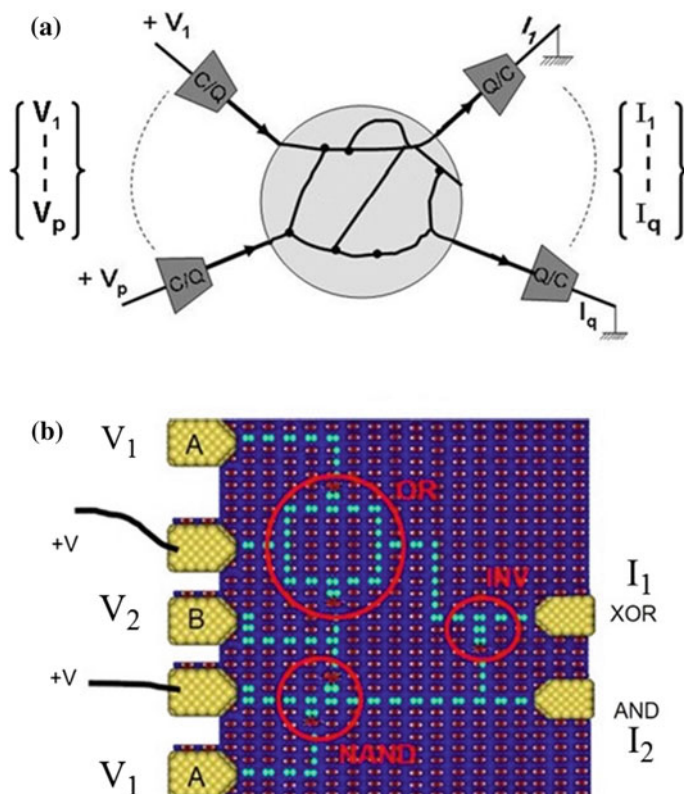 (a)
+ V1
I1
C/Q
Q/C
V1
Vp
I1
Iq
C/Q
Q/C
+ Vp
Iq
(b)
V1
A
OR
+V
INV
I1
V2
B
XOR
+V
AND
NAND
I2
V1
A